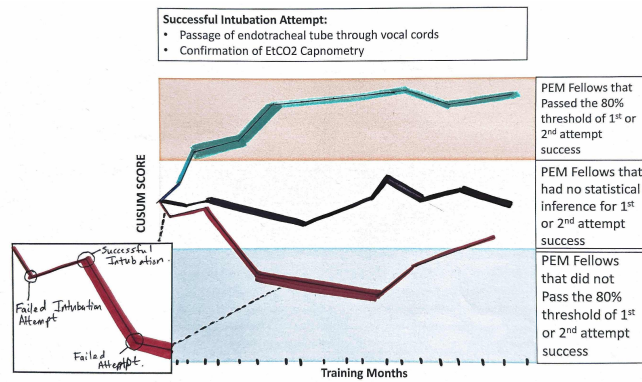 Successful Intubation Attempt:
• Passage of endotracheal tube through vocal cords
• Confirmation of EtCO2 Capnometry
PEM Fellows that
Passed the 80%
threshold of 1st or
2nd attempt
success
CUSUM SCORE
PEM Fellows that
had no statistical
inference for 1st
or 2nd attempt
success
PEM Fellows
that did not
Pass the 80%
threshold of 1st
or 2nd attempt
success
Successful
Intubation.
Failed Intubation
Attempt
Failed Attempt.
Training Months